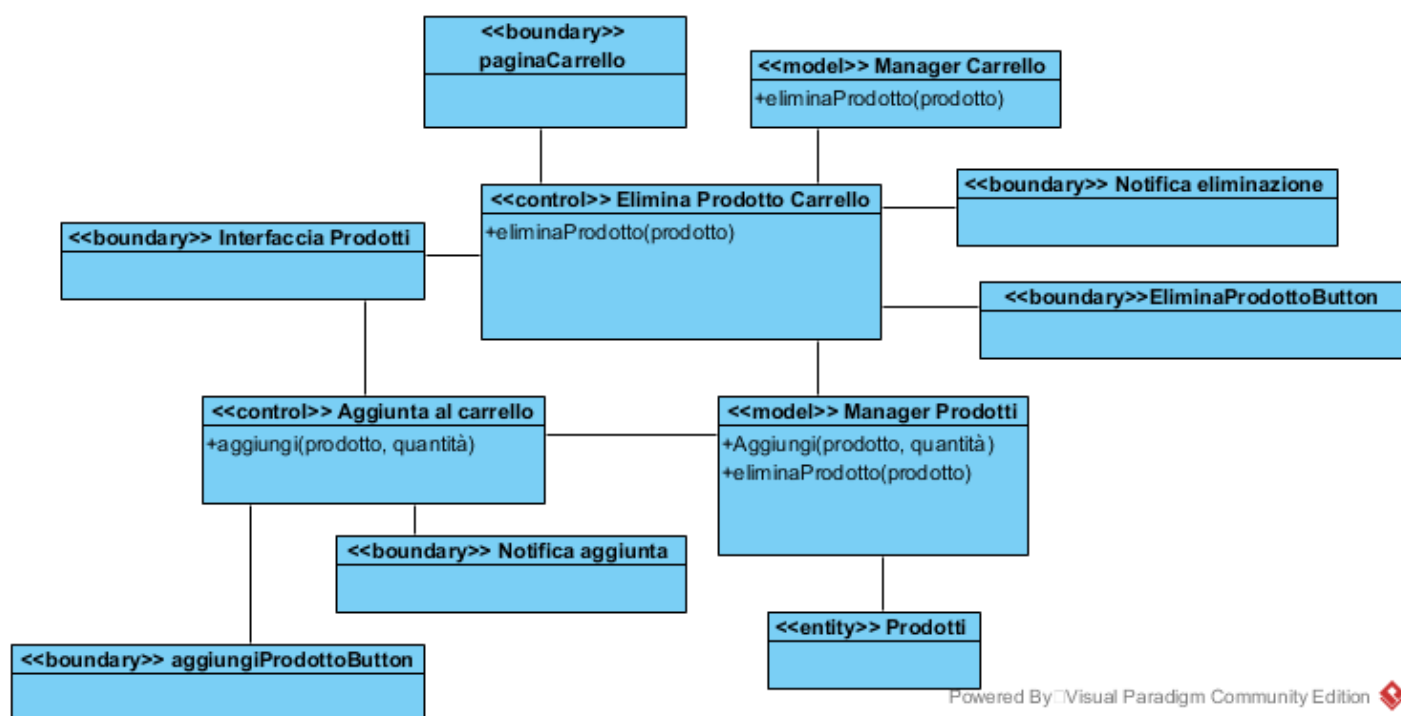 <<boundary>>
paginaCarrello
<<model>> Manager Carrello
+eliminaProdotto(prodotto)
<<boundary>> Notifica eliminazione
<<control>> Elimina Prodotto Carrello
+eliminaProdotto(prodotto)
<<boundary>> Interfaccia Prodotti
<<boundary>>EliminaProdottoButton
<<control>> Aggiunta al carrello
+aggiungi(prodotto, quantità)
<<model>> Manager Prodotti
+Aggiungi(prodotto, quantità)
+eliminaProdotto(prodotto)
<<boundary>> Notifica aggiunta
<<entity>> Prodotti
<<boundary>> aggiungiProdottoButton
Powered By Visual Paradigm Community Edition